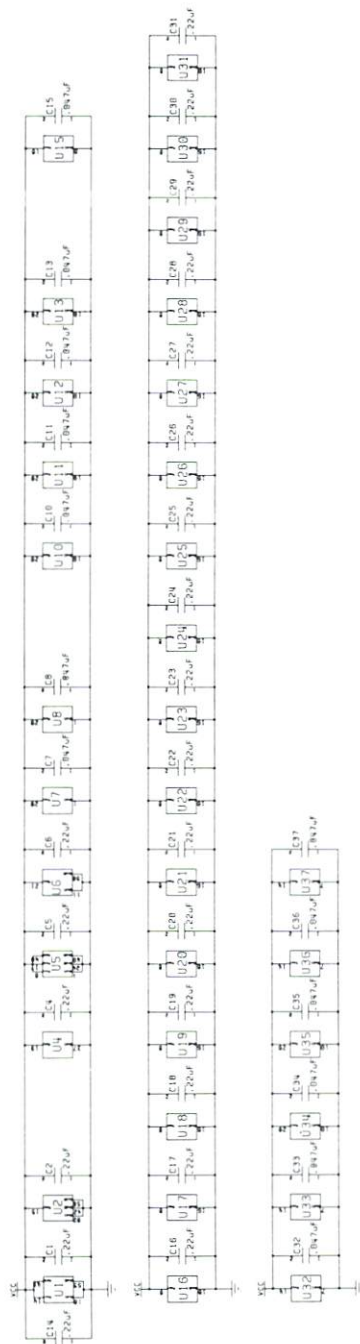 C14
.22uF
VCC
U1
C1
.22uF
U2
C2
.22uF
U4
C4
.22uF
U5
C5
.22uF
U6
C6
.22uF
U7
C7
.047uF
U8
C8
.047uF
U10
C10
.047uF
U11
C11
.047uF
U12
C12
.047uF
U13
C13
.047uF
U15
C15
.047uF
VCC
U16
C16
.22uF
U17
C17
.22uF
U18
C18
.22uF
U19
C19
.22uF
U20
C20
.22uF
U21
C21
.22uF
U22
C22
.22uF
U23
C23
.22uF
U24
C24
.22uF
U25
C25
.22uF
U26
C26
.22uF
U27
C27
.22uF
U28
C28
.22uF
U29
C29
.22uF
U30
C30
.22uF
U31
C31
.22uF
VCC
U32
C32
.047uF
U33
C33
.047uF
U34
C34
.047uF
U35
C35
.047uF
U36
C36
.047uF
U37
C37
.047uF